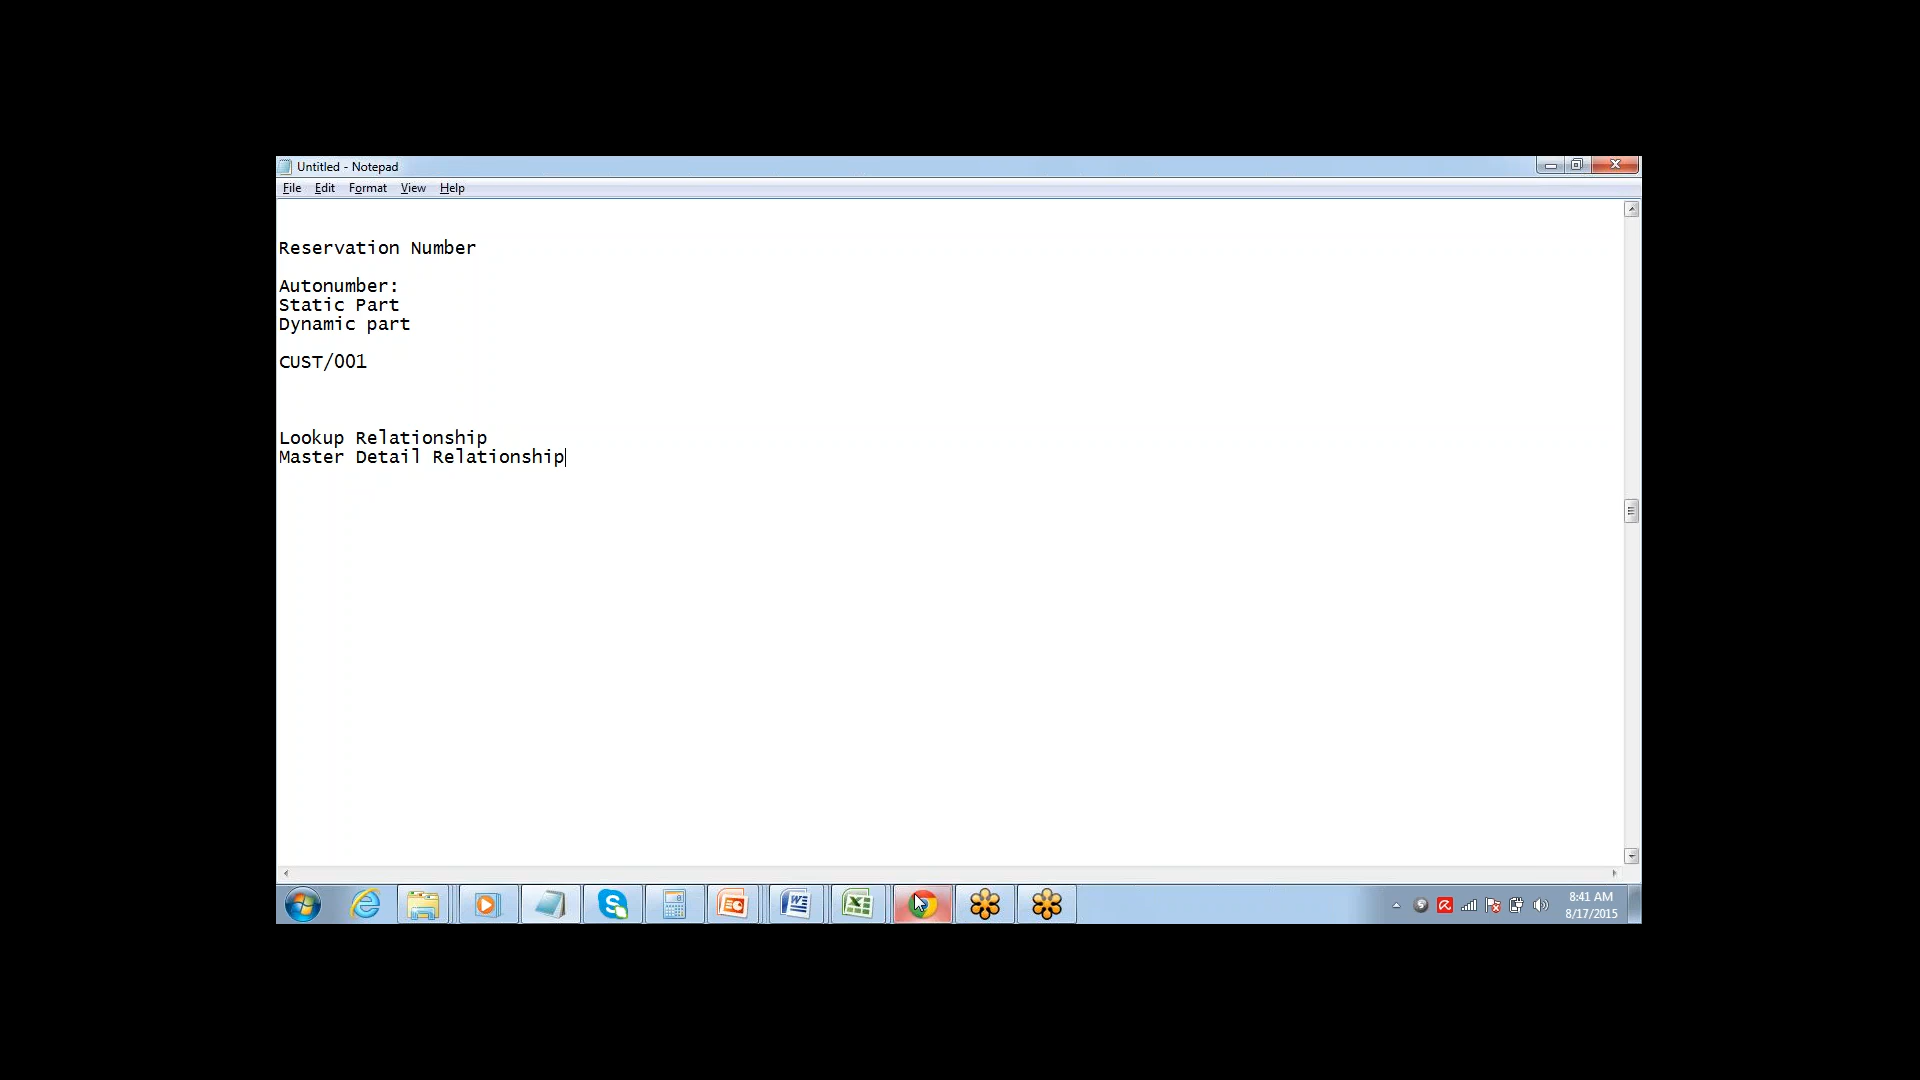 Untitled - Notepad
File Edit Format View Help
Reservation Number
Autonumber:
Static Part
Dynamic part
CUST/001
Lookup Relationship
Master Detail Relationship
8:41 AM
8/17/2015